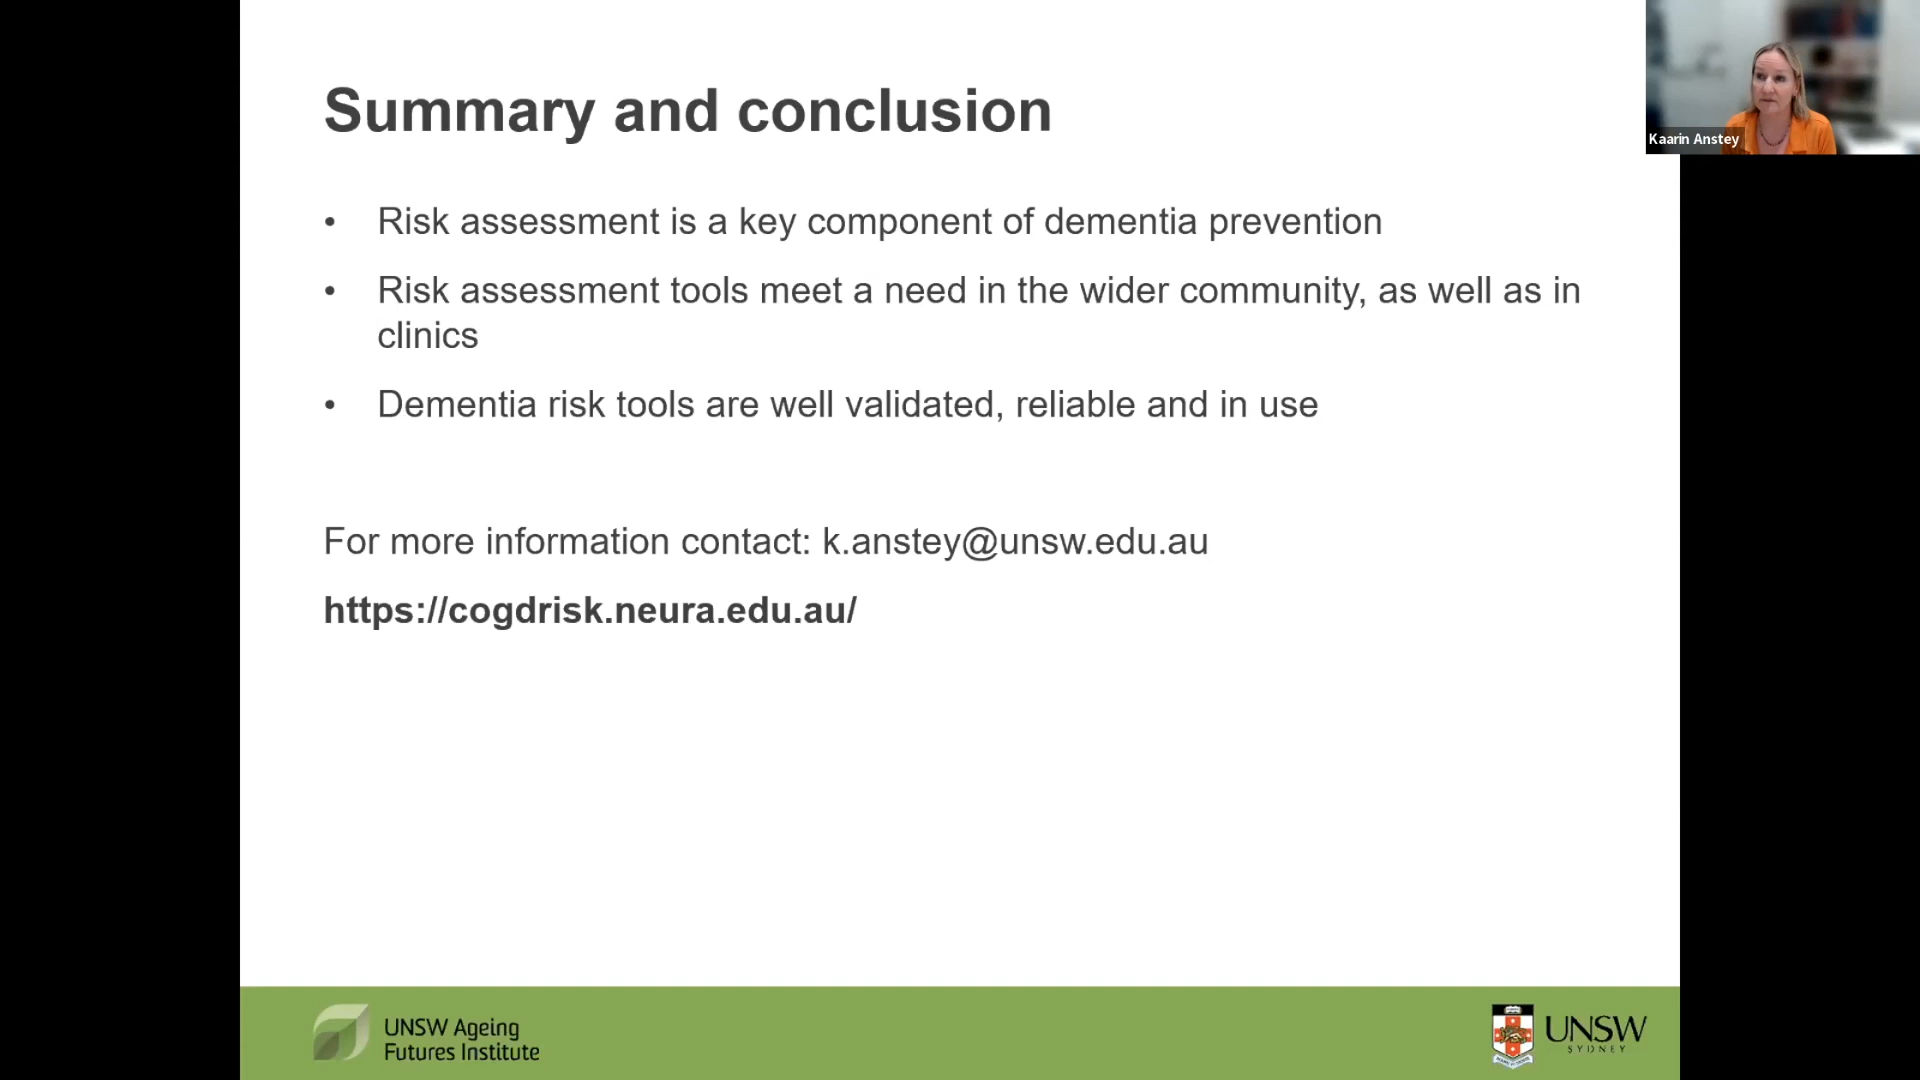 Summary and conclusion
Kaarin Anstey
• Risk assessment is a key component of dementia prevention
• Risk assessment tools meet a need in the wider community, as well as in
clinics
• Dementia risk tools are well validated, reliable and in use
For more information contact: k.anstey@unsw.edu.au
https://cogdrisk.neura.edu.au/
UNSW Ageing
Futures Institute
UNSW
SYDNEY